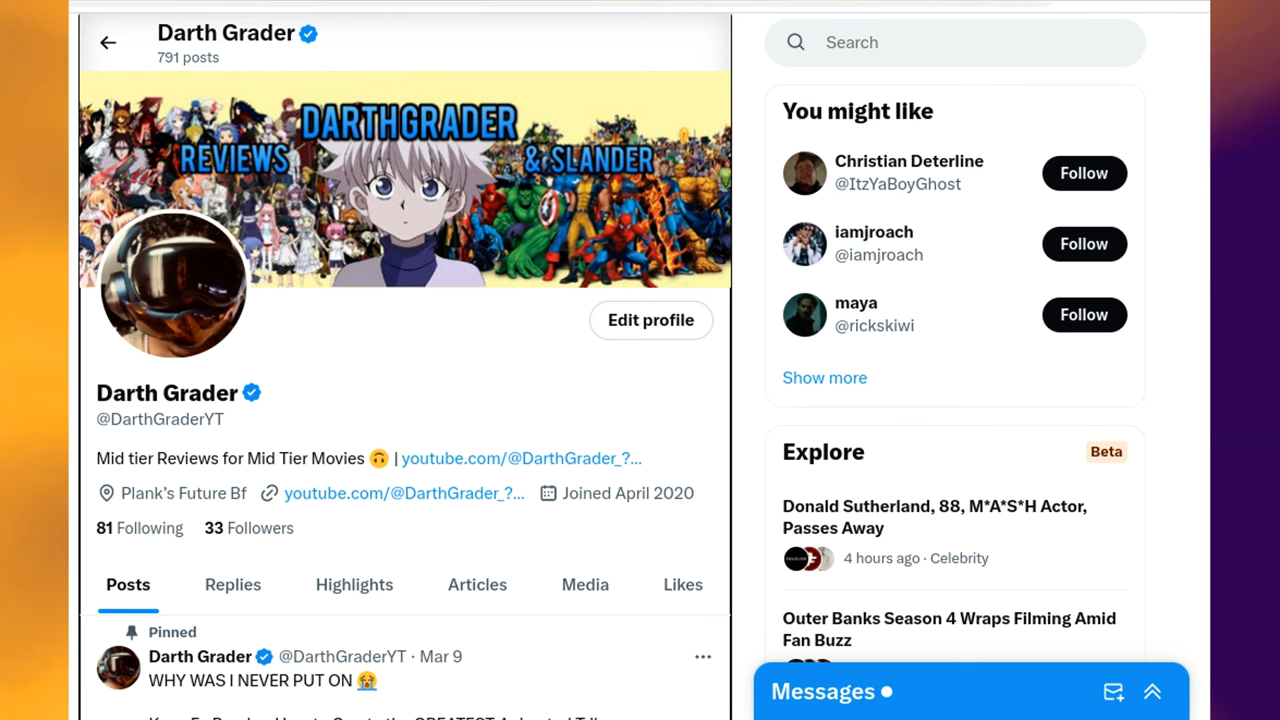 Darth Grader
791 posts
DARTHGRADER
REVIEWS & SLANDER
Edit profile
Darth Grader
@DarthGraderYT
Mid tier Reviews for Mid Tier Movies 🙃 | youtube.com/@DarthGrader_?...
Plank’s Future Bf youtube.com/@DarthGrader_?... Joined April 2020
81 Following 33 Followers
Posts Replies Highlights Articles Media Likes
Pinned
Darth Grader @DarthGraderYT · Mar 9
WHY WAS I NEVER PUT ON 😭
Search
You might like
Christian Deterline
@ItzYaBoyGhost
Follow
iamjroach
@iamjroach
Follow
maya
@rickskiwi
Follow
Show more
Explore Beta
Donald Sutherland, 88, M*A*S*H Actor,
Passes Away
4 hours ago · Celebrity
Outer Banks Season 4 Wraps Filming Amid
Fan Buzz
Messages